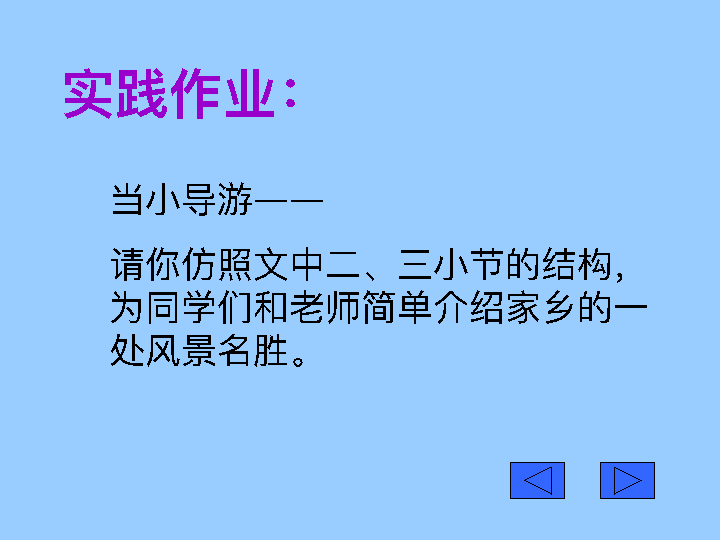 实践作业：
当小导游——
请你仿照文中二、三小节的结构，
为同学们和老师简单介绍家乡的一
处风景名胜。